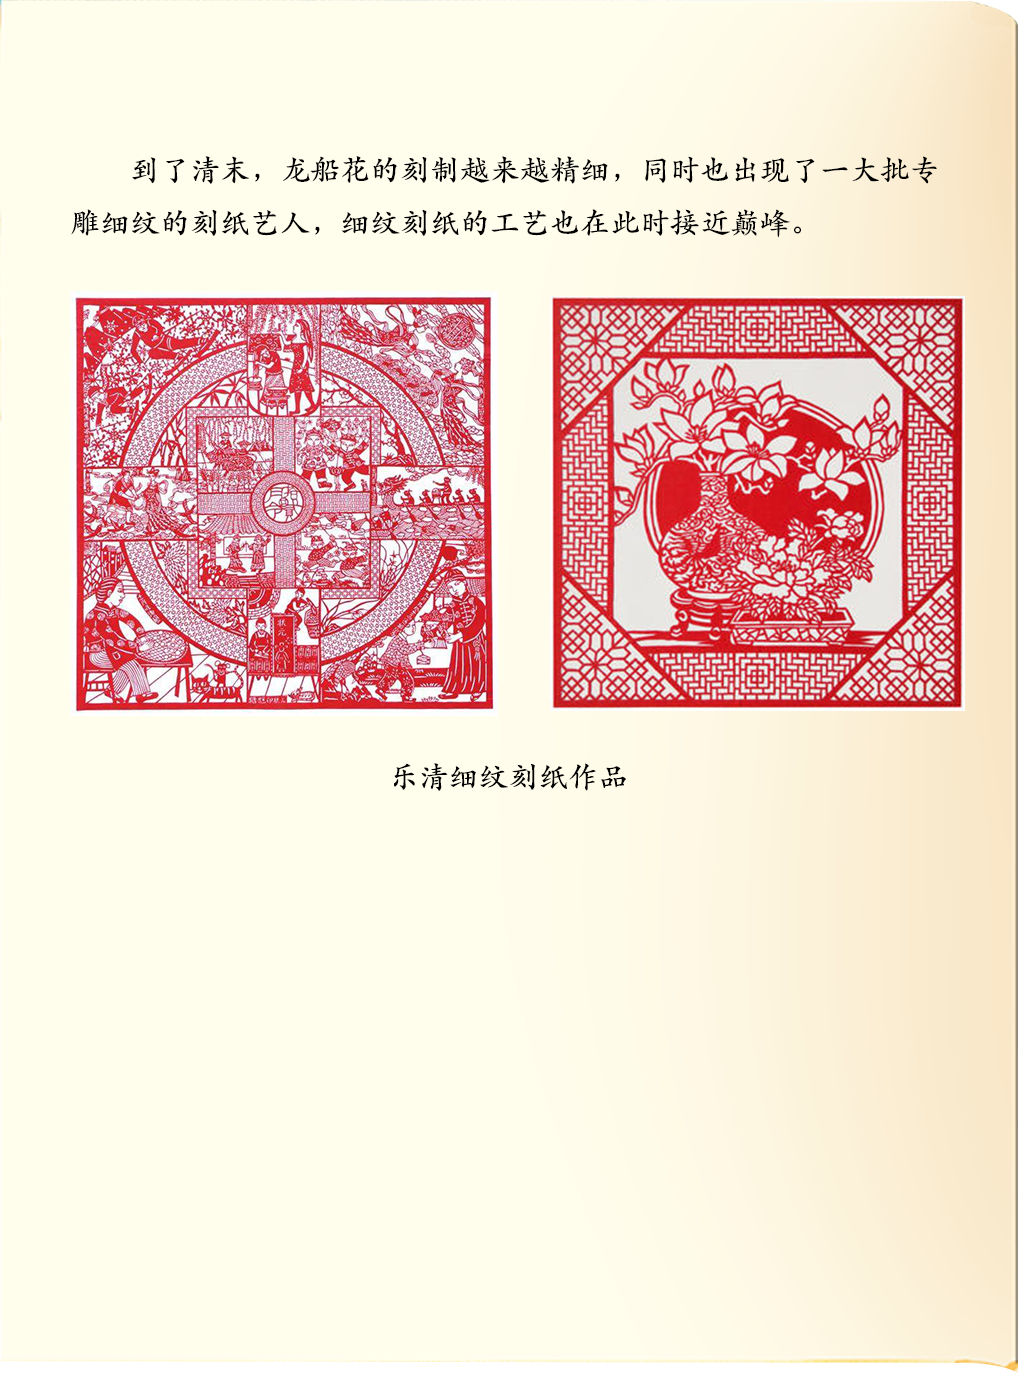 到了清末，龙船花的刻制越来越精细，同时也出现了一大批专
雕细纹的刻纸艺人，细纹刻纸的工艺也在此时接近巅峰。
乐清细纹刻纸作品